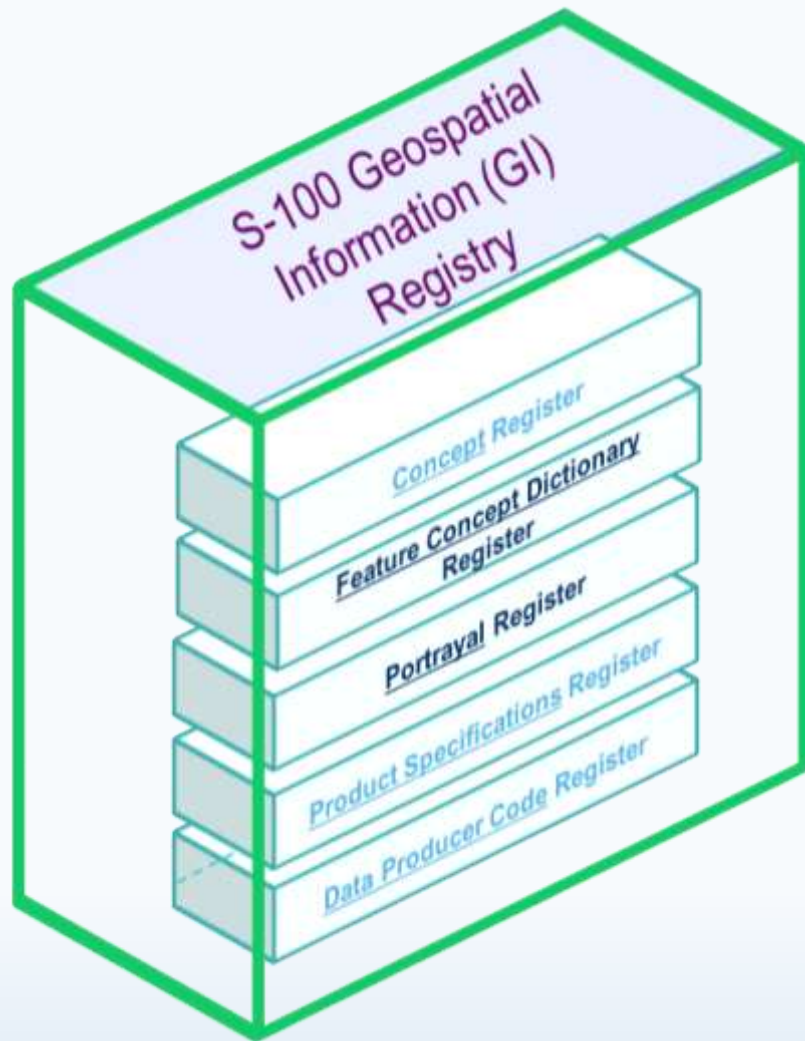 S-100 Geospatial
Information (GI)
Registry
Concept Register
Feature Concept Dictionary
Register
Portrayal Register
Product Specifications Register
Data Producer Code Register